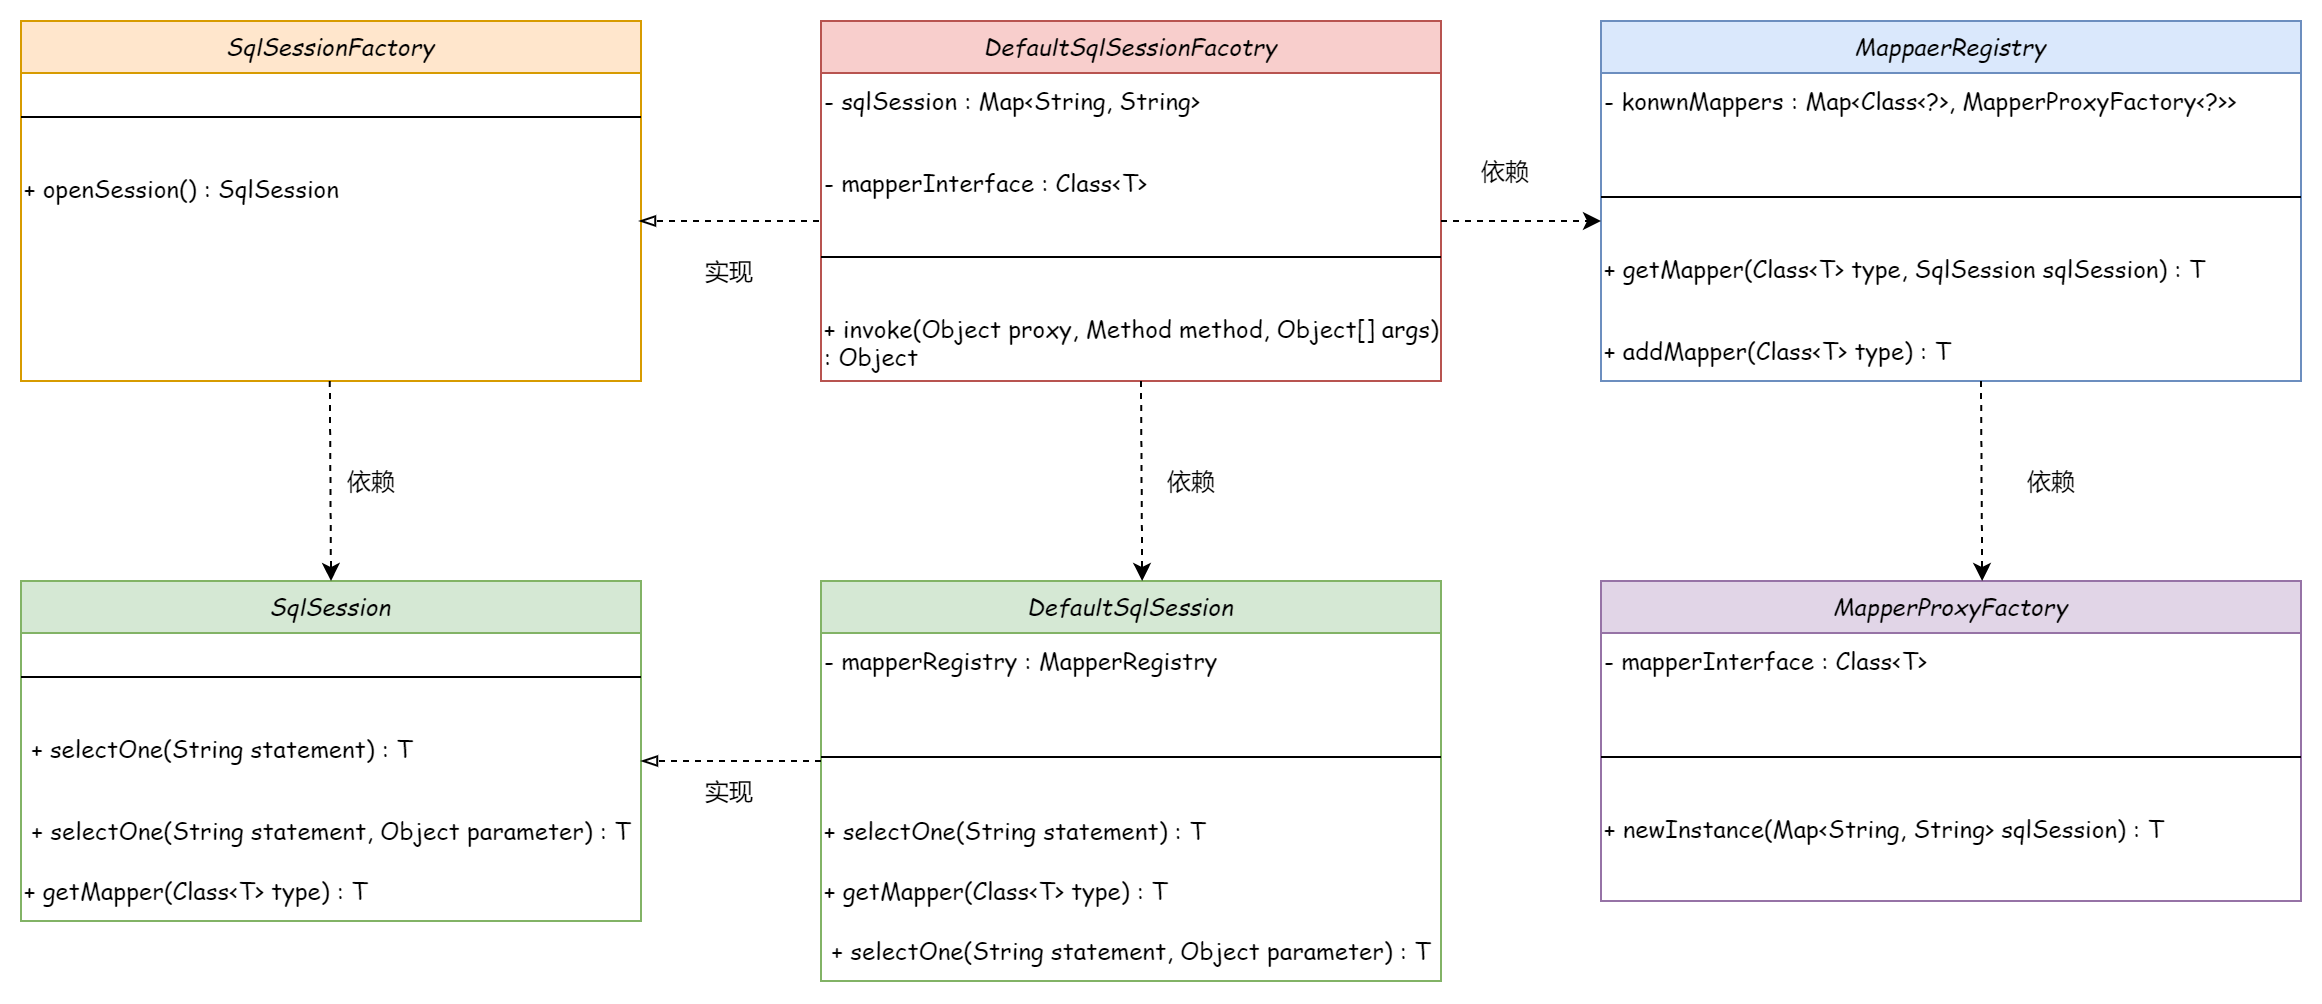 SqlSessionFactory
+ openSession() : SqlSession
DefaultSqlSessionFacotry
- sqlSession : Map<String, String>
- mapperInterface : Class<T>
+ invoke(Object proxy, Method method, Object[] args)
: Object
MappaerRegistry
- konwnMappers : Map<Class<?>, MapperProxyFactory<?>>
+ getMapper(Class<T> type, SqlSession sqlSession) : T
+ addMapper(Class<T> type) : T
实现
依赖
依赖
依赖
依赖
SqlSession
+ selectOne(String statement) : T
+ selectOne(String statement, Object parameter) : T
+ getMapper(Class<T> type) : T
实现
DefaultSqlSession
- mapperRegistry : MapperRegistry
+ selectOne(String statement) : T
+ getMapper(Class<T> type) : T
+ selectOne(String statement, Object parameter) : T
MapperProxyFactory
- mapperInterface : Class<T>
+ newInstance(Map<String, String> sqlSession) : T